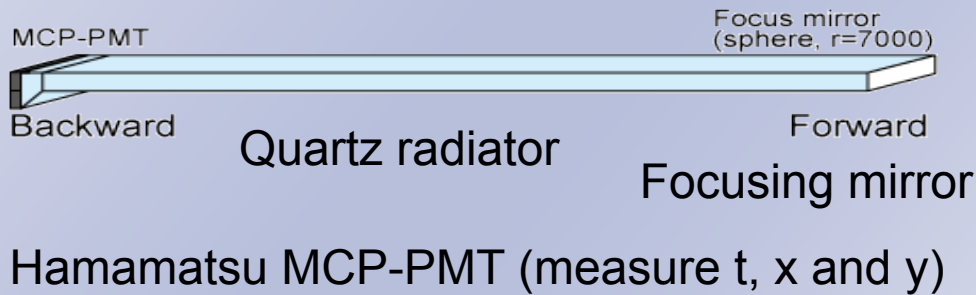 MCP-PMT
Focus mirror
(sphere, r=7000)
Backward
Forward
Quartz radiator
Focusing mirror
Hamamatsu MCP-PMT (measure t, x and y)